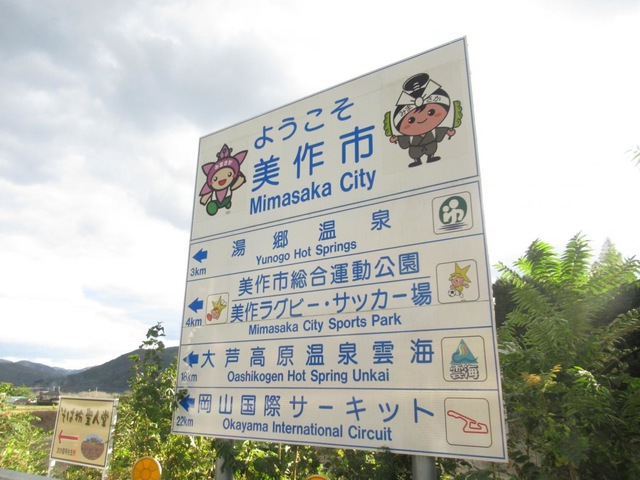 ようこそ
美作市
Mimasaka City
湯郷温泉
Yunogo Hot Springs
3km
美作市総合運動公園
美作ラグビー・サッカー場
4km
Mimasaka City Sports Park
大芦高原温泉雲海
18km
Oashikogen Hot Spring Unkai
雲海
岡山国際サーキット
22km
Okayama International Circuit
そば